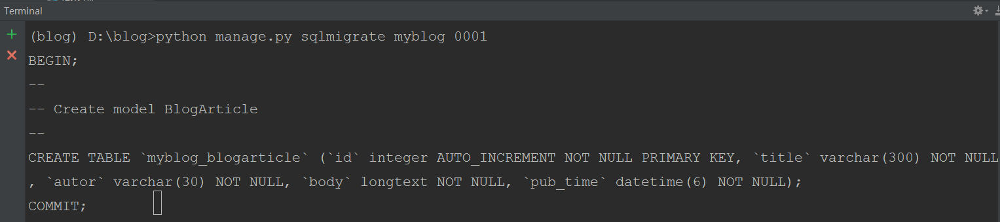 Terminal
(blog) D:\blog>python manage.py sqlmigrate myblog 0001
BEGIN;
--
-- Create model BlogArticle
--
CREATE TABLE `myblog_blogarticle` (`id` integer AUTO_INCREMENT NOT NULL PRIMARY KEY, `title` varchar(300) NOT NULL
, `autor` varchar(30) NOT NULL, `body` longtext NOT NULL, `pub_time` datetime(6) NOT NULL);
COMMIT;